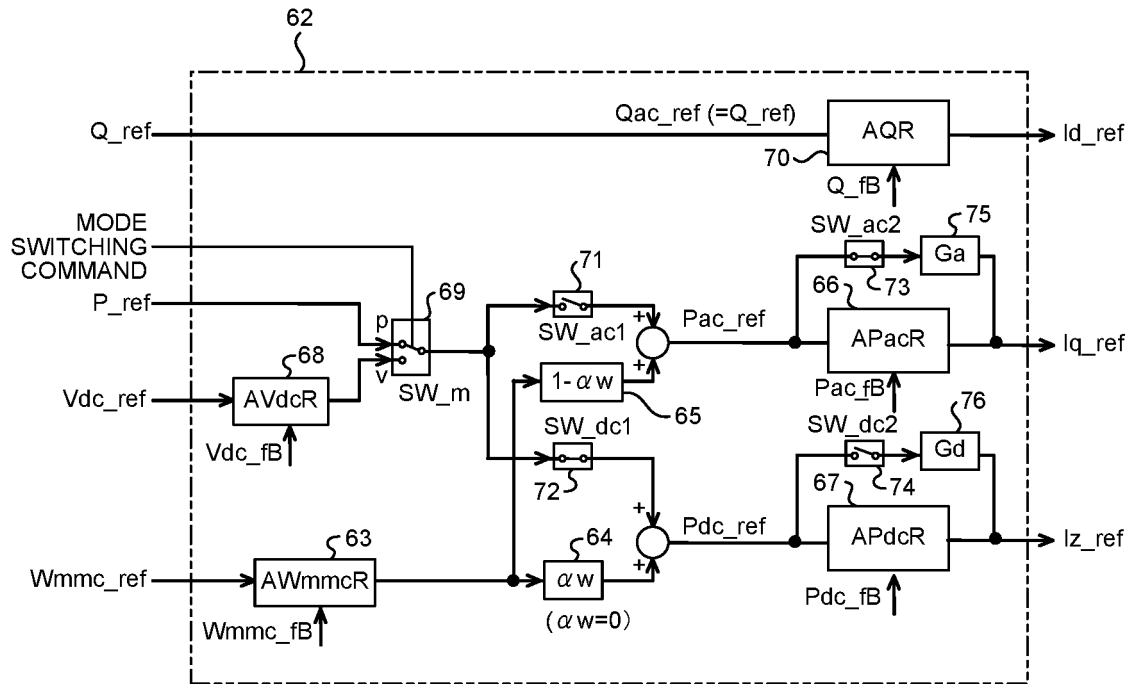 62
Q_ref
Qac_ref (=Q_ref)
AQR
70
Id_ref
Q_fB
MODE
SWITCHING
COMMAND
SW_ac2
75
Ga
73
71
69
66
P_ref
p
SW_ac1
+
Pac_ref
APacR
Iq_ref
v
SW_m
+
68
1-αw
65
Pac_fB
Vdc_ref
AVdcR
Vdc_fB
SW_dc1
SW_dc2
76
Gd
72
74
67
+
Pdc_ref
APdcR
Iz_ref
63
64
+
Wmmc_ref
AWmmcR
αw
(αw=0)
Pdc_fB
Wmmc_fB